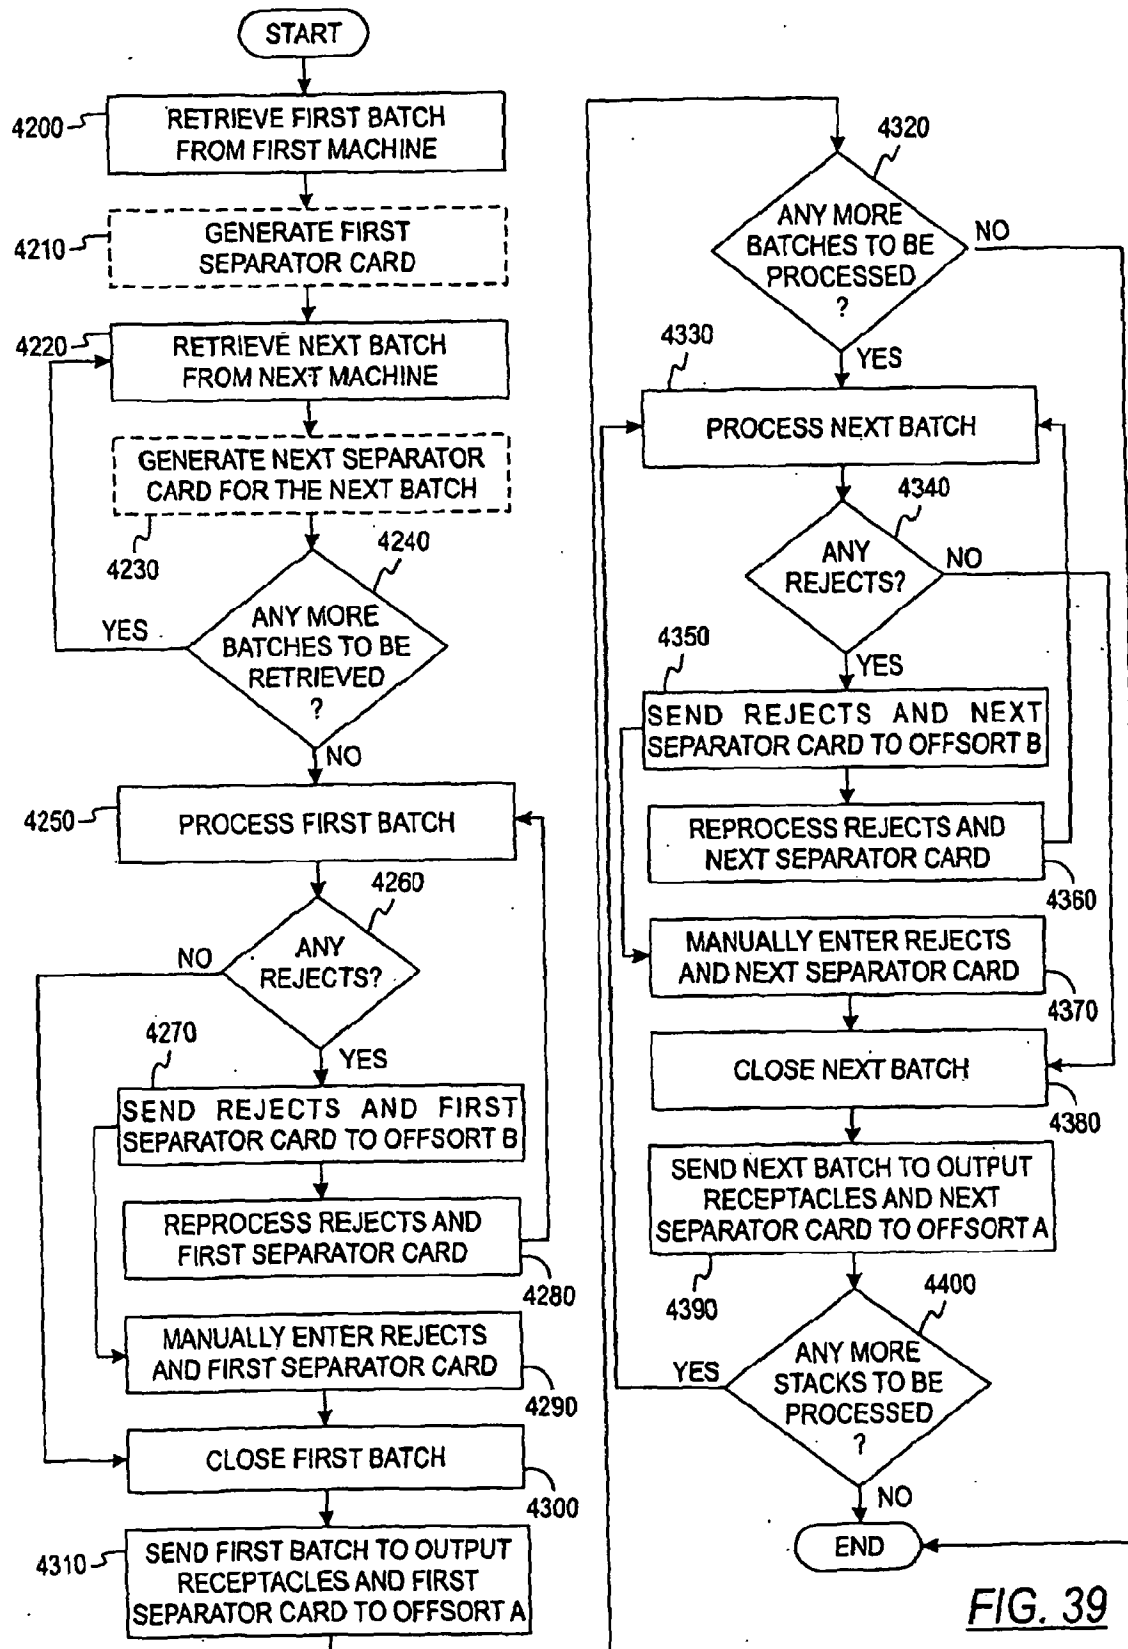 START
4200
RETRIEVE FIRST BATCH
FROM FIRST MACHINE
4210
GENERATE FIRST
SEPARATOR CARD
4220
RETRIEVE NEXT BATCH
FROM NEXT MACHINE
GENERATE NEXT SEPARATOR
CARD FOR THE NEXT BATCH
4230
4240
ANY MORE
BATCHES TO BE
RETRIEVED
?
YES
NO
4250
PROCESS FIRST BATCH
4260
ANY
REJECTS?
NO
YES
4270
SEND REJECTS AND FIRST
SEPARATOR CARD TO OFFSORT B
REPROCESS REJECTS AND
FIRST SEPARATOR CARD
4280
MANUALLY ENTER REJECTS
AND FIRST SEPARATOR CARD
4290
CLOSE FIRST BATCH
4300
4310
SEND FIRST BATCH TO OUTPUT
RECEPTACLES AND FIRST
SEPARATOR CARD TO OFFSORT A
4320
ANY MORE
BATCHES TO BE
PROCESSED
?
NO
YES
4330
PROCESS NEXT BATCH
4340
ANY
REJECTS?
NO
YES
4350
SEND REJECTS AND NEXT
SEPARATOR CARD TO OFFSORT B
REPROCESS REJECTS AND
NEXT SEPARATOR CARD
4360
MANUALLY ENTER REJECTS
AND NEXT SEPARATOR CARD
4370
CLOSE NEXT BATCH
4380
SEND NEXT BATCH TO OUTPUT
RECEPTACLES AND NEXT
SEPARATOR CARD TO OFFSORT A
4390
4400
ANY MORE
STACKS TO BE
PROCESSED
?
YES
NO
END
FIG. 39